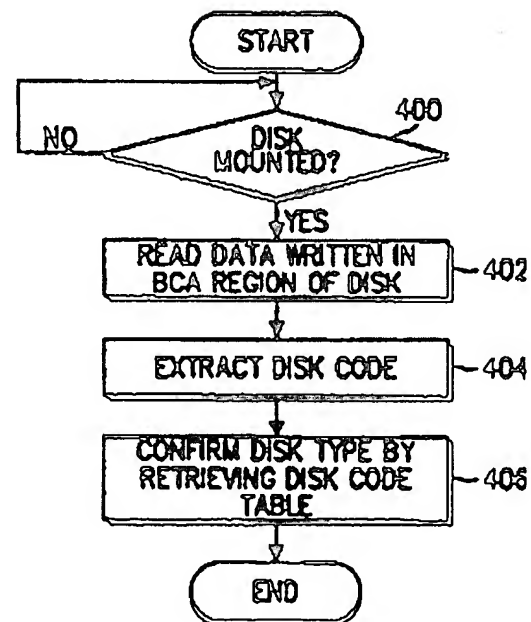 START
400
NO
DISK
MOUNTED?
YES
READ DATA WRITTEN IN
BCA REGION OF DISK
402
EXTRACT DISK CODE
404
CONFIRM DISK TYPE BY
RETRIEVING DISK CODE
TABLE
406
END